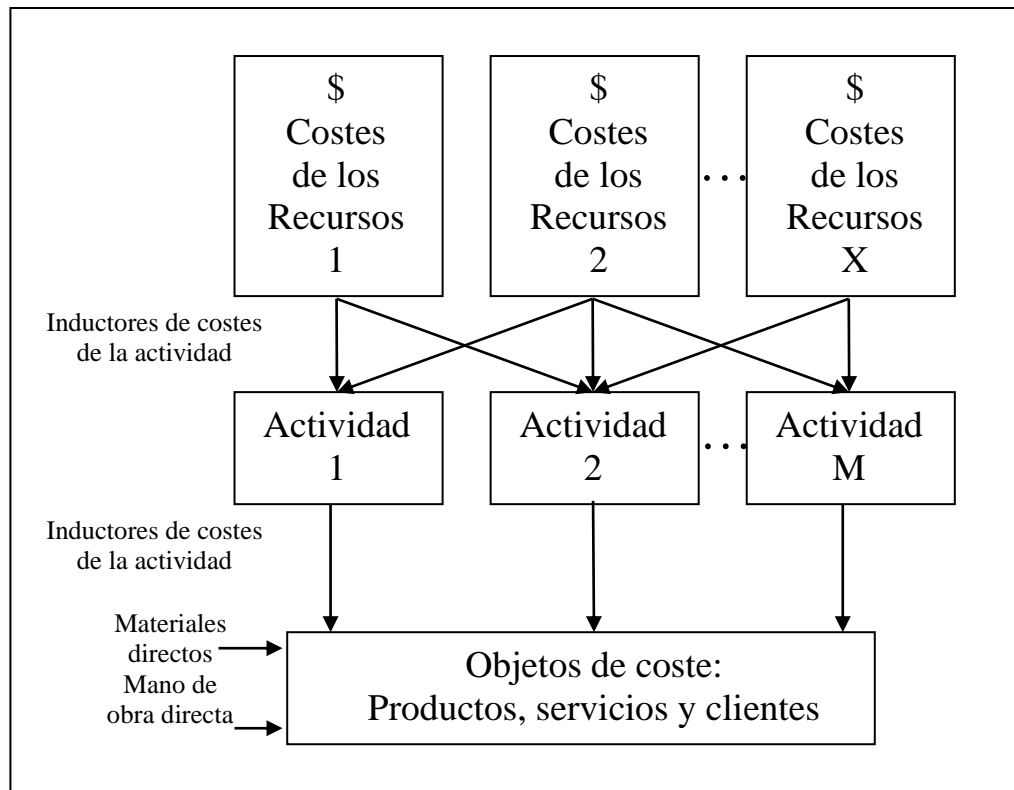 $
Costes
de los
Recursos
1
$
Costes
de los
Recursos
2
...
$
Costes
de los
Recursos
X
Inductores de costes
de la actividad
Actividad
1
Actividad
2
...
Actividad
M
Inductores de costes
de la actividad
Materiales
directos
Mano de
obra directa
Objetos de coste:
Productos, servicios y clientes